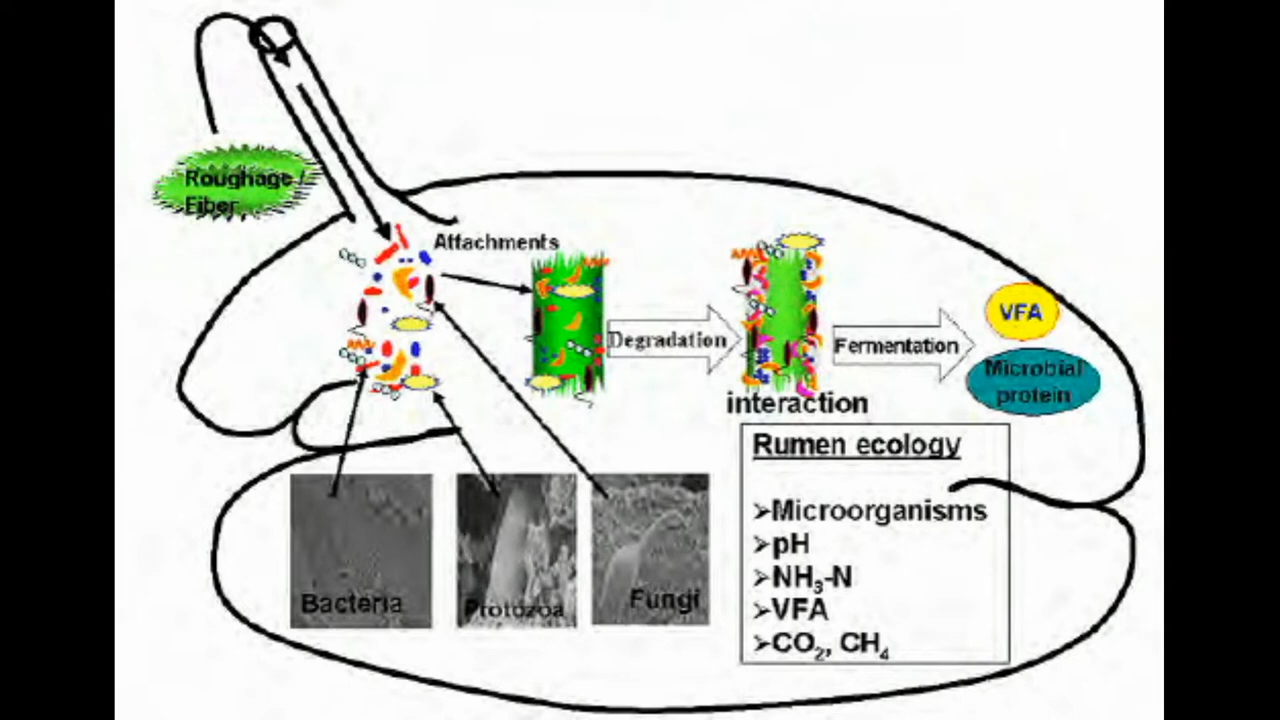 Roughage /
Fiber
Attachments
Degradation
interaction
Fermentation
VFA
Microbial
protein
Bacteria
Protozoa
Fungi
Rumen ecology
➢Microorganisms
➢pH
➢NH₃-N
➢VFA
➢CO₂, CH₄